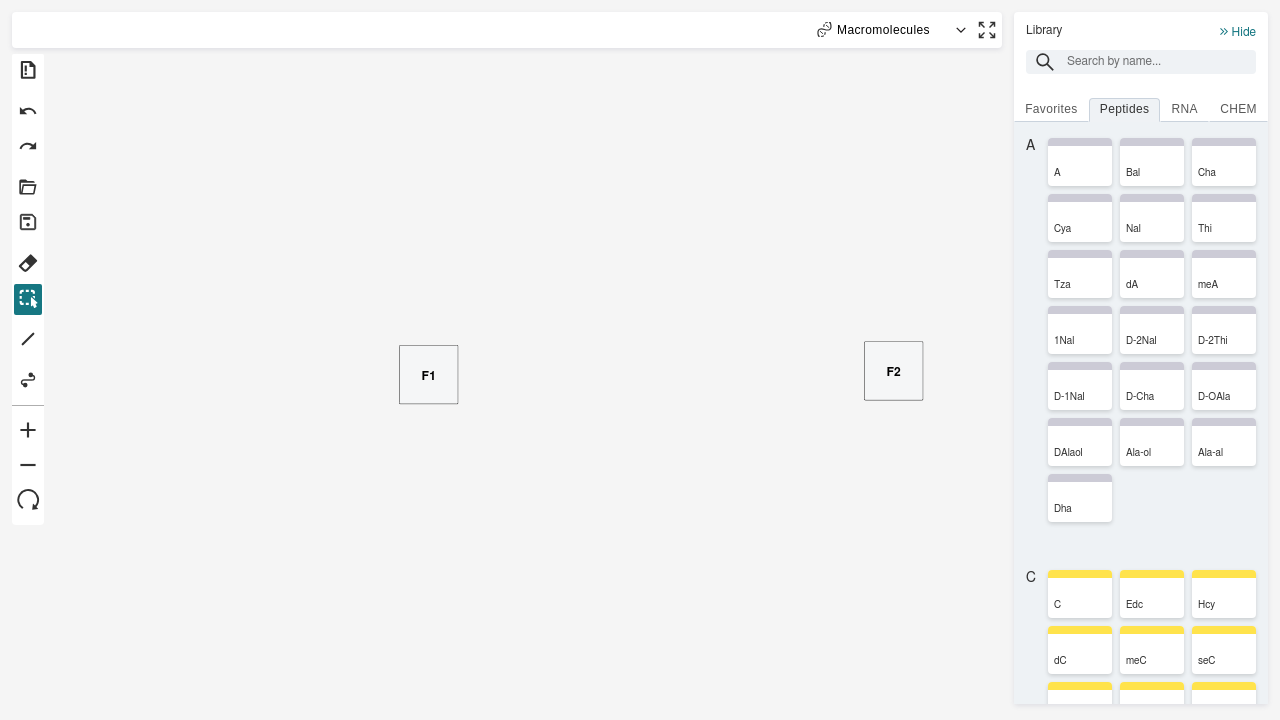 Macromolecules
Library
Hide
Search by name...
Favorites Peptides RNA CHEM
A
A Bal Cha
Cya Nal Thi
Tza dA meA
1Nal D-2Nal D-2Thi
D-1Nal D-Cha D-OAla
DAlaol Ala-ol Ala-al
Dha
F1 F2
C
C Edc Hcy
dC meC seC